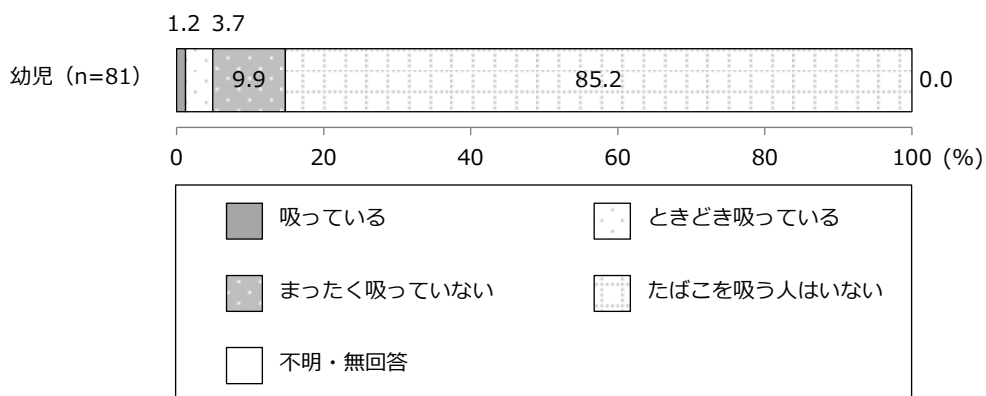 1.2 3.7
幼児（n=81） 9.9 85.2 0.0
0 20 40 60 80 100 (%)
吸っている ときどき吸っている
まったく吸っていない たばこを吸う人はいない
不明・無回答